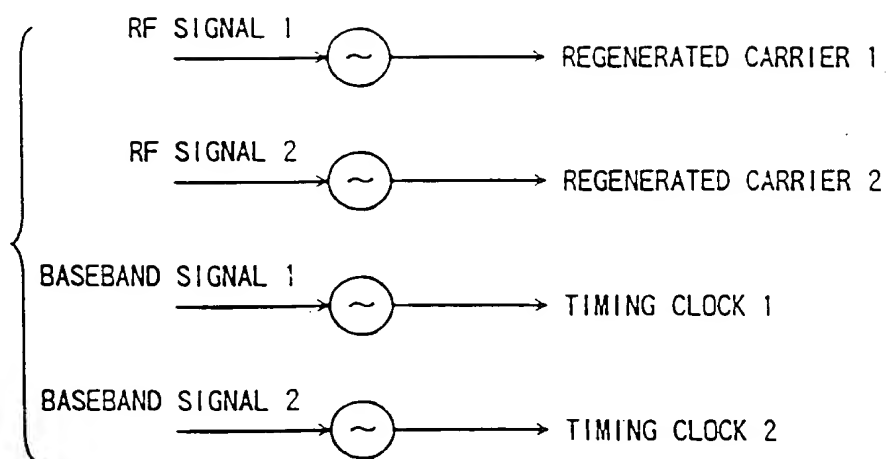 RF SIGNAL 1
~
REGENERATED CARRIER 1
RF SIGNAL 2
~
REGENERATED CARRIER 2
BASEBAND SIGNAL 1
~
TIMING CLOCK 1
BASEBAND SIGNAL 2
~
TIMING CLOCK 2